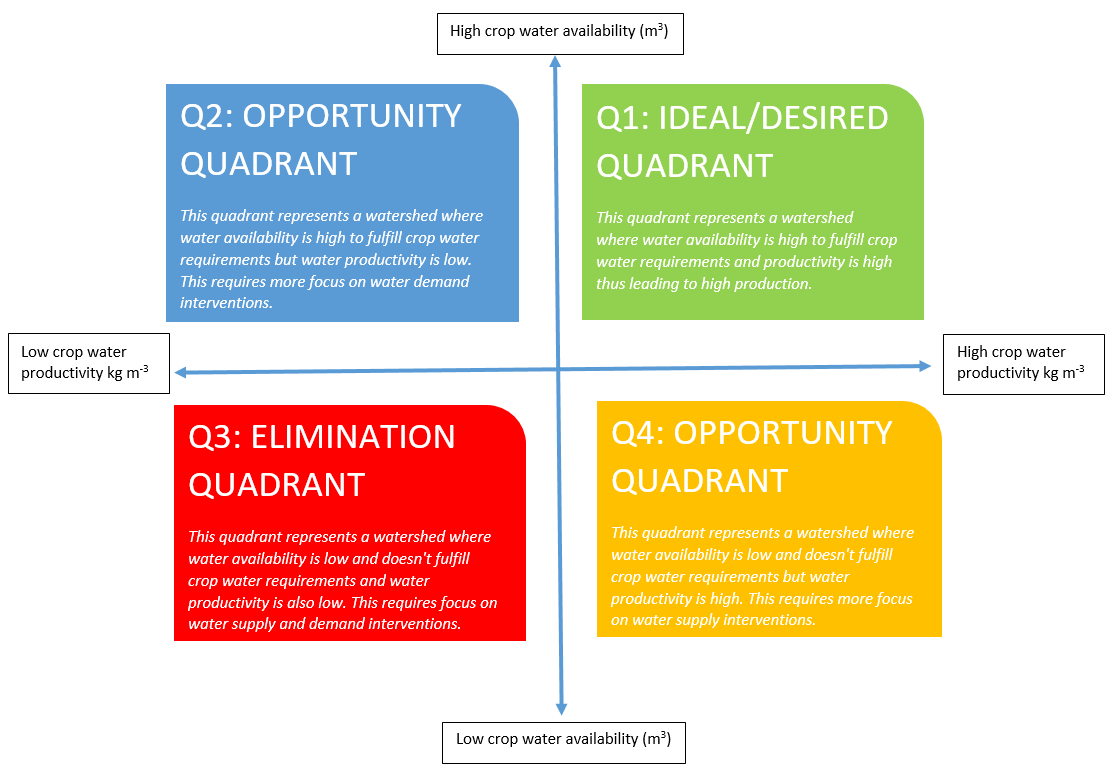 High crop water availability (m³)
Q2: OPPORTUNITY
QUADRANT
This quadrant represents a watershed where
water availability is high to fulfill crop water
requirements but water productivity is low.
This requires more focus on water demand
interventions.
Q1: IDEAL/DESIRED
QUADRANT
This quadrant represents a watershed
where water availability is high to fulfill crop
water requirements and productivity is high
thus leading to high production.
Low crop water
productivity kg m⁻³
High crop water
productivity kg m⁻³
Q3: ELIMINATION
QUADRANT
This quadrant represents a watershed where
water availability is low and doesn't fulfill
crop water requirements and water
productivity is also low. This requires focus on
water supply and demand interventions.
Q4: OPPORTUNITY
QUADRANT
This quadrant represents a watershed where
water availability is low and doesn't fulfill
crop water requirements but water
productivity is high. This requires more focus
on water supply interventions.
Low crop water availability (m³)